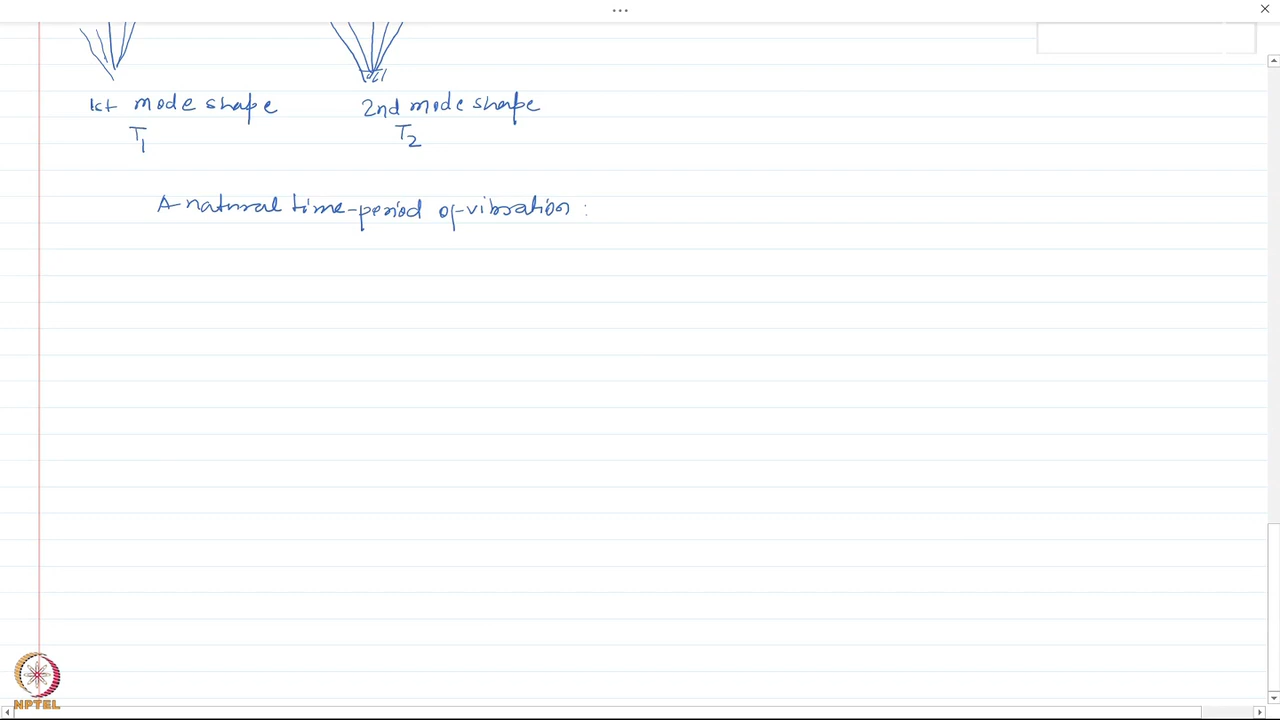 1st mode shape 2nd mode shape
T1 T2
A natural time-period of vibration :
NPTEL